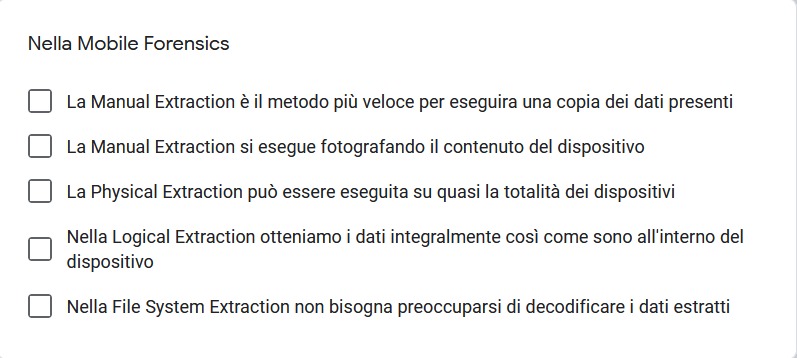 Nella Mobile Forensics
La Manual Extraction è il metodo più veloce per eseguira una copia dei dati presenti
La Manual Extraction si esegue fotografando il contenuto del dispositivo
La Physical Extraction può essere eseguita su quasi la totalità dei dispositivi
Nella Logical Extraction otteniamo i dati integralmente così come sono all'interno del
dispositivo
Nella File System Extraction non bisogna preoccuparsi di decodificare i dati estratti